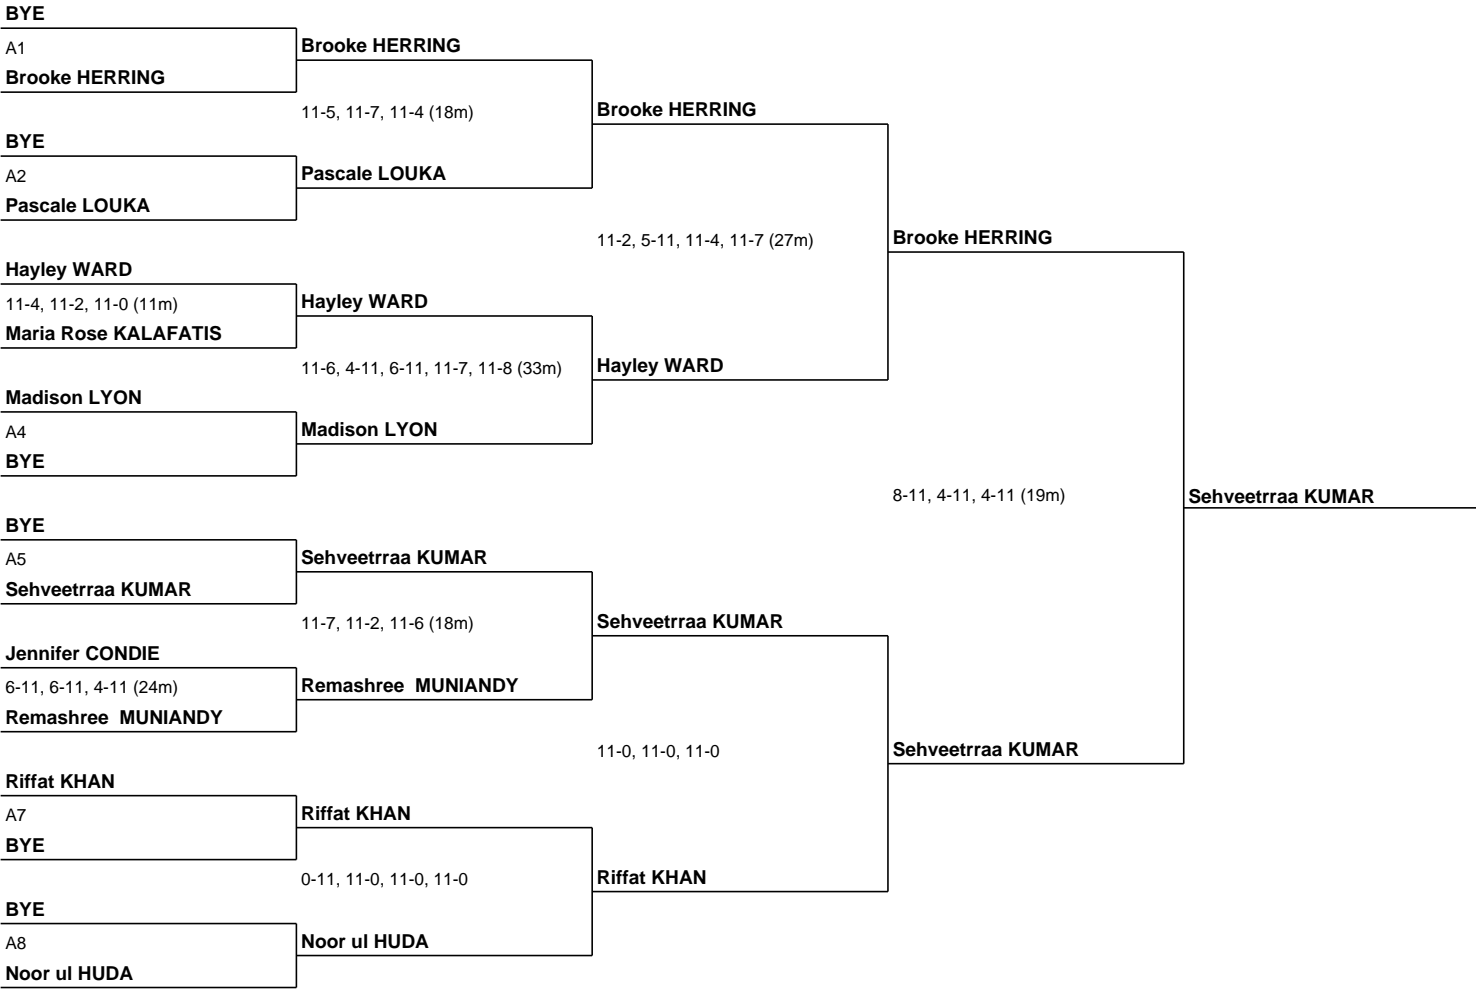 BYE
A1
Brooke HERRING
BYE
A2
Pascale LOUKA
Hayley WARD
11-4, 11-2, 11-0 (11m)
Maria Rose KALAFATIS
Madison LYON
A4
BYE
BYE
A5
Sehveetrraa KUMAR
Jennifer CONDIE
6-11, 6-11, 4-11 (24m)
Remashree  MUNIANDY
Riffat KHAN
A7
BYE
BYE
A8
Noor ul HUDA
Brooke HERRING
11-5, 11-7, 11-4 (18m)
Pascale LOUKA
Hayley WARD
11-6, 4-11, 6-11, 11-7, 11-8 (33m)
Madison LYON
Sehveetrraa KUMAR
11-7, 11-2, 11-6 (18m)
Remashree  MUNIANDY
Riffat KHAN
0-11, 11-0, 11-0, 11-0
Noor ul HUDA
Brooke HERRING
11-2, 5-11, 11-4, 11-7 (27m)
Hayley WARD
Sehveetrraa KUMAR
11-0, 11-0, 11-0
Riffat KHAN
Brooke HERRING
8-11, 4-11, 4-11 (19m)
Sehveetrraa KUMAR
Sehveetrraa KUMAR